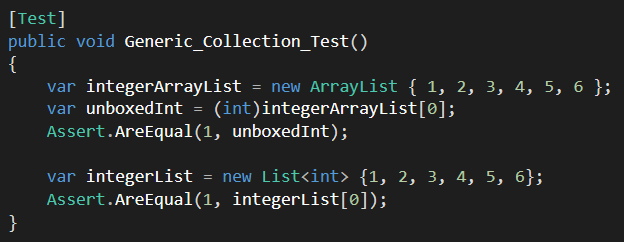 [Test]
public void Generic_Collection_Test()
{
    var integerArrayList = new ArrayList { 1, 2, 3, 4, 5, 6 };
    var unboxedInt = (int)integerArrayList[0];
    Assert.AreEqual(1, unboxedInt);

    var integerList = new List<int> {1, 2, 3, 4, 5, 6};
    Assert.AreEqual(1, integerList[0]);
}